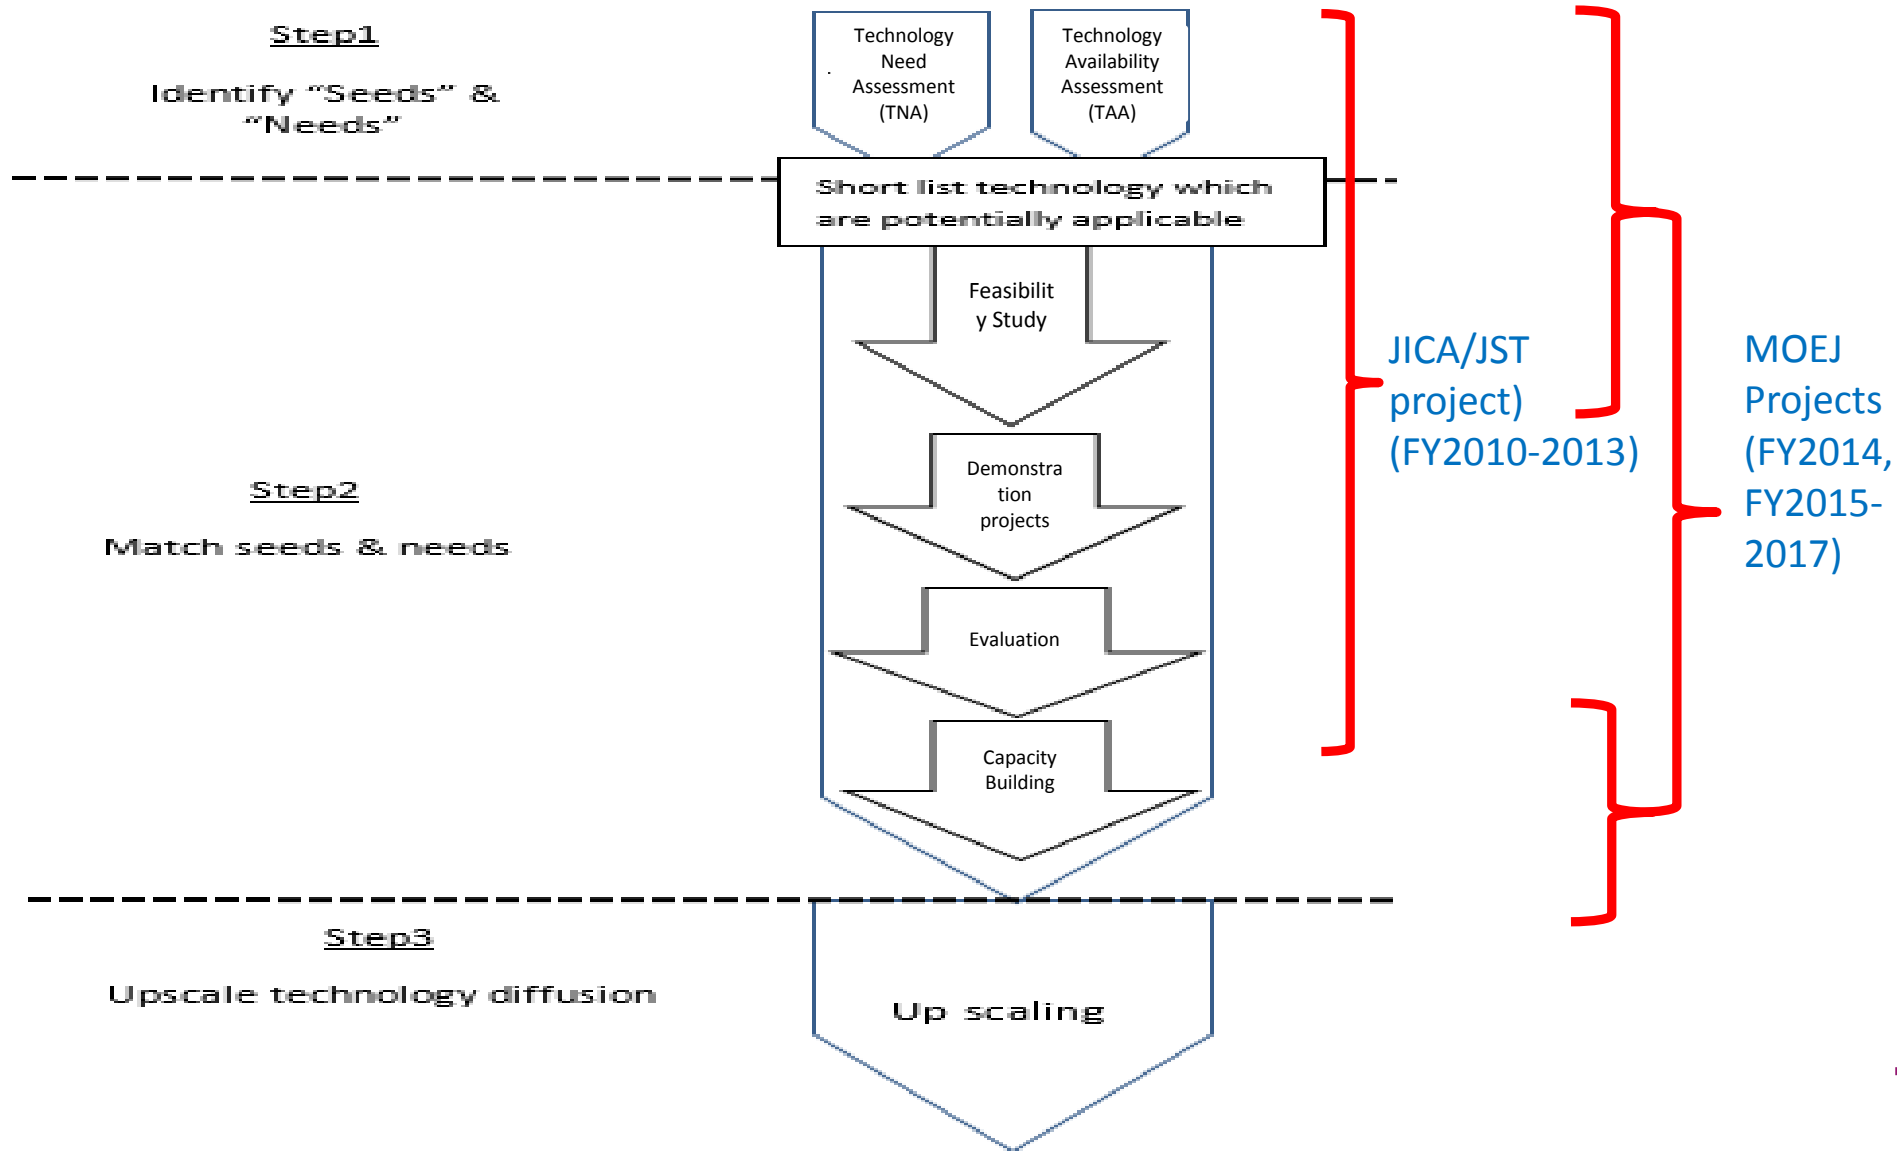 Step1
Identify “Seeds” &
“Needs”
Technology
Need
Assessment
(TNA)
Technology
Availability
Assessment
(TAA)
Short list technology which
are potentially applicable
Feasibilit
y Study
Demonstra
tion
projects
Evaluation
Capacity
Building
Step2
Match seeds & needs
JICA/JST
project)
(FY2010-2013)
MOEJ
Projects
(FY2014,
FY2015-
2017)
Step3
Upscale technology diffusion
Up scaling